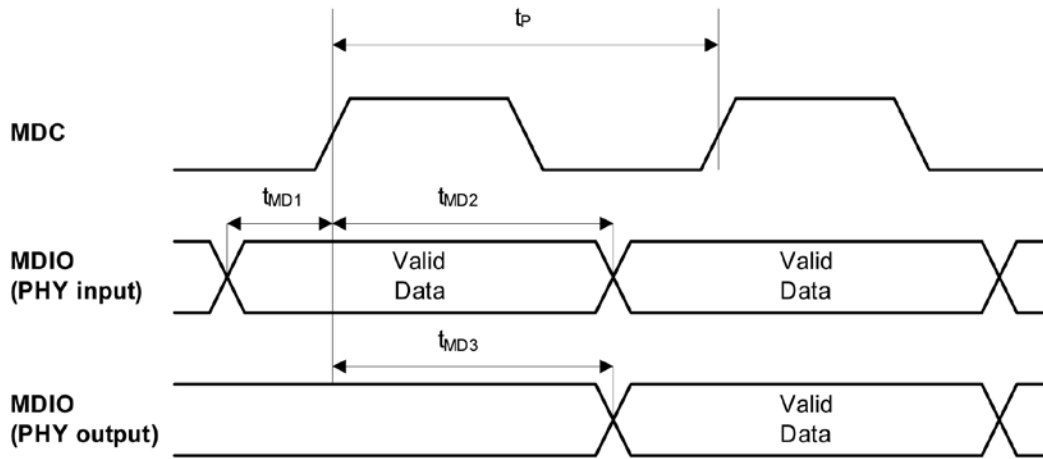 tP
MDC
tMD1
tMD2
MDIO
(PHY input)
Valid
Data
Valid
Data
tMD3
MDIO
(PHY output)
Valid
Data